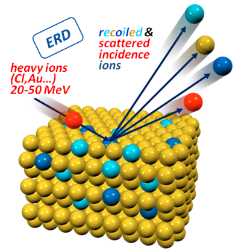 ERD
recoiled &
scattered
incidence
ions
heavy ions
(Cl,Au...)
20-50 MeV